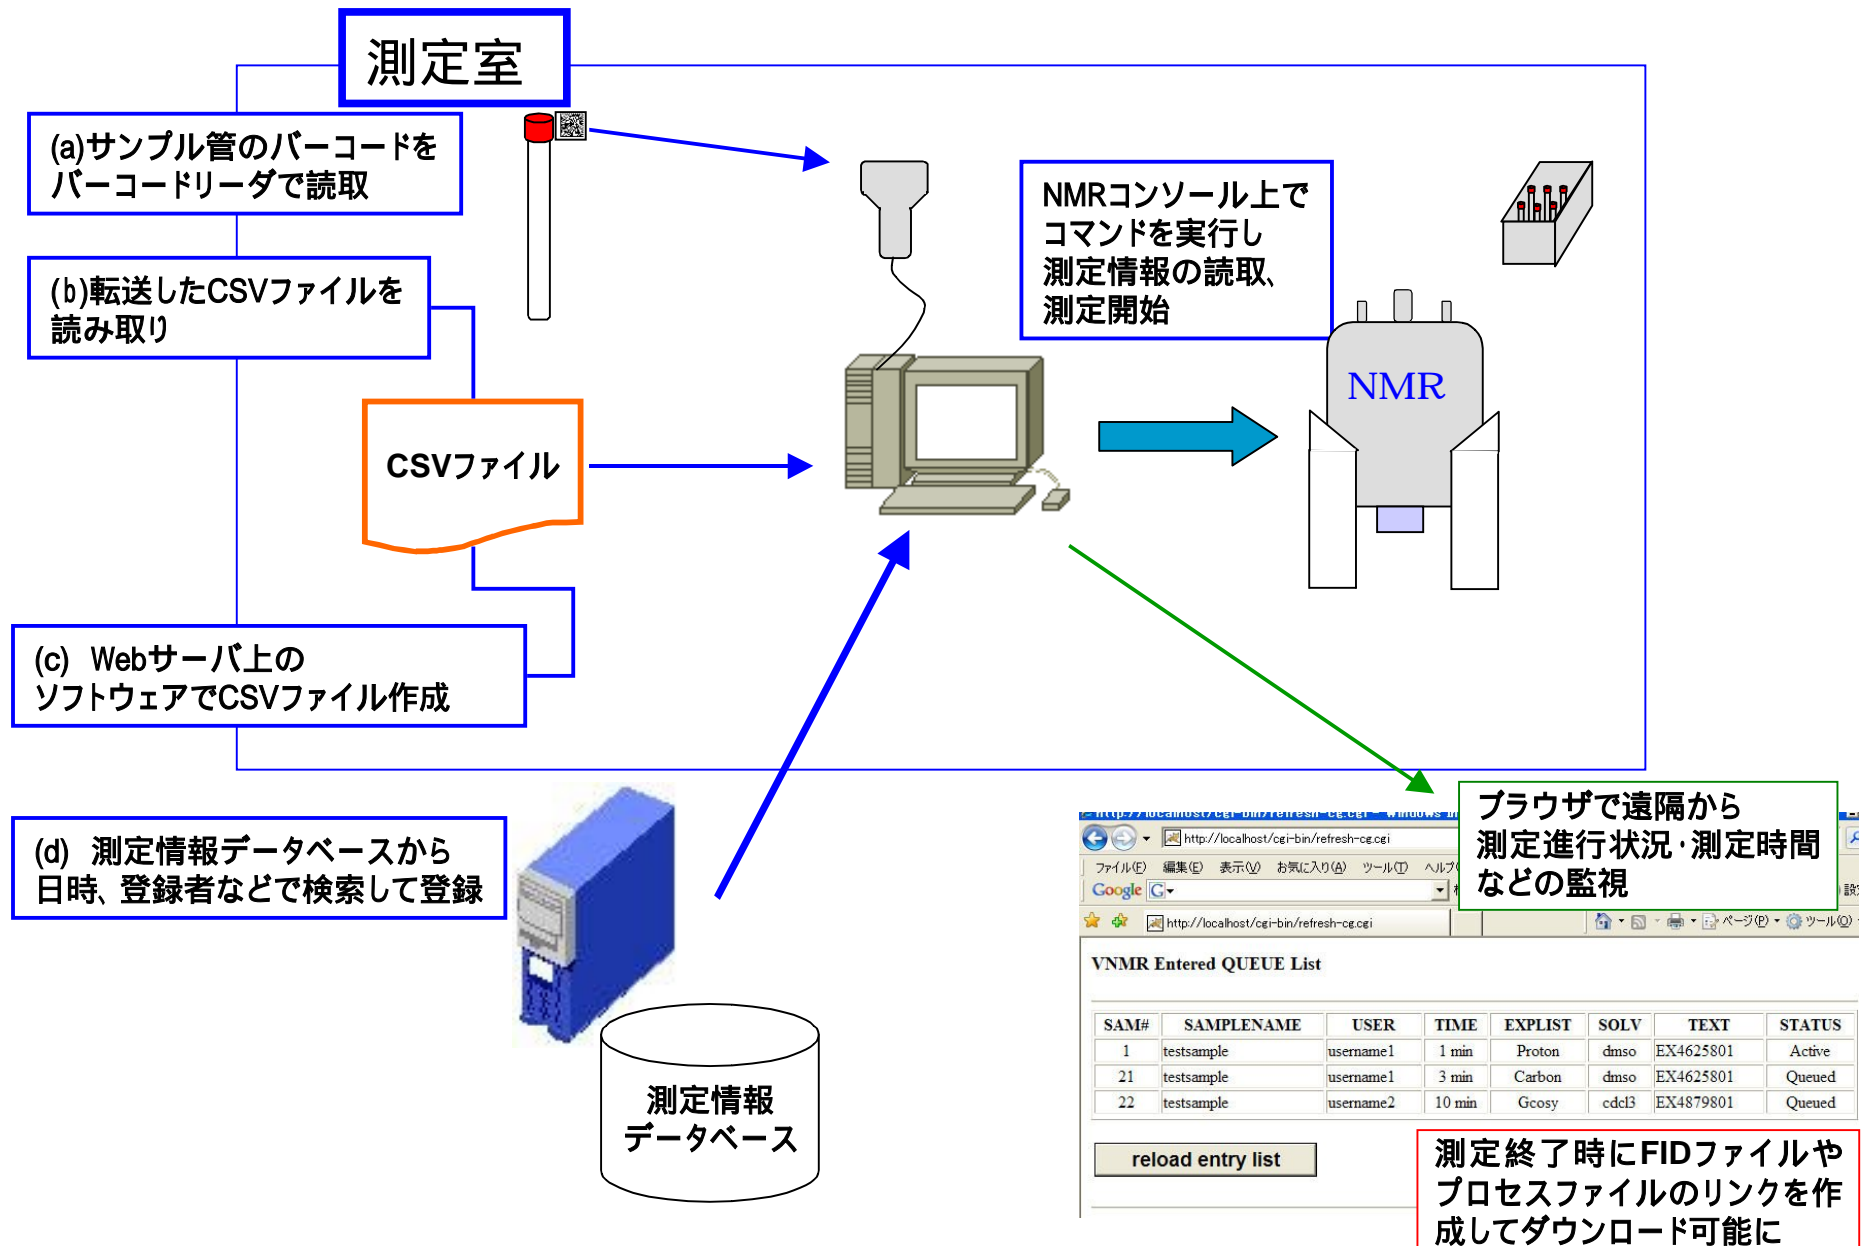 測定室
(a)サンプル管のバーコードを
バーコードリーダで読取
(b)転送したCSVファイルを
読み取り
CSVファイル
(c) Webサーバ上の
ソフトウェアでCSVファイル作成
(d) 測定情報データベースから
日時、登録者などで検索して登録
測定情報
データベース
NMRコンソール上で
コマンドを実行し
測定情報の読取、
測定開始
NMR
ブラウザで遠隔から
測定進行状況・測定時間
などの監視
http://localhost/cgi-bin/refresh-cg.cgi - Windows In
http://localhost/cgi-bin/refresh-cg.cgi
ファイル(F) 編集(E) 表示(V) お気に入り(A) ツール(T) ヘルプ(
Google G
http://localhost/cgi-bin/refresh-cg.cgi ページ(P) ツール(O)
VNMR Entered QUEUE List
SAM# SAMPLENAME USER TIME EXPLIST SOLV TEXT STATUS
1 testsample username1 1 min Proton dmso EX4625801 Active
21 testsample username1 3 min Carbon dmso EX4625801 Queued
22 testsample username2 10 min Gcosy cdcl3 EX4879801 Queued
reload entry list
測定終了時にFIDファイルや
プロセスファイルのリンクを作
成してダウンロード可能に